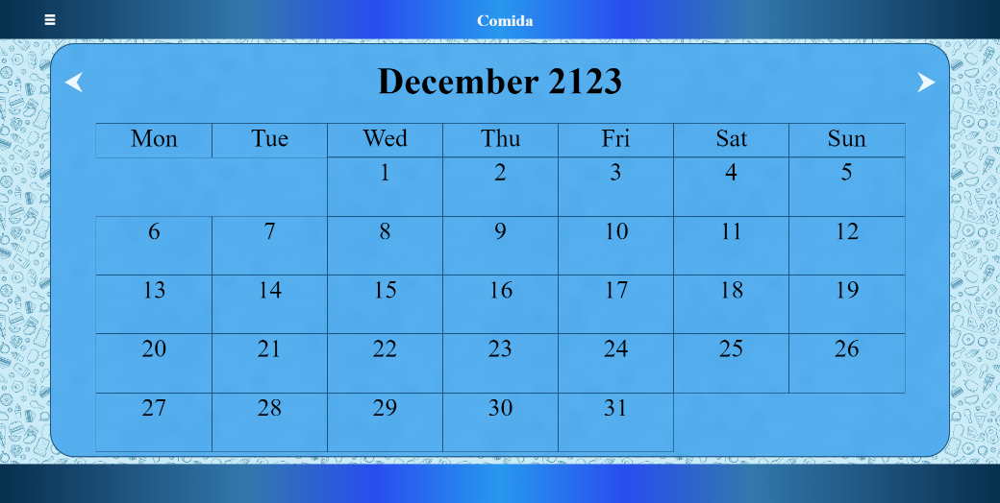 Comida
December 2123
Mon Tue Wed Thu Fri Sat Sun
1 2 3 4 5
6 7 8 9 10 11 12
13 14 15 16 17 18 19
20 21 22 23 24 25 26
27 28 29 30 31